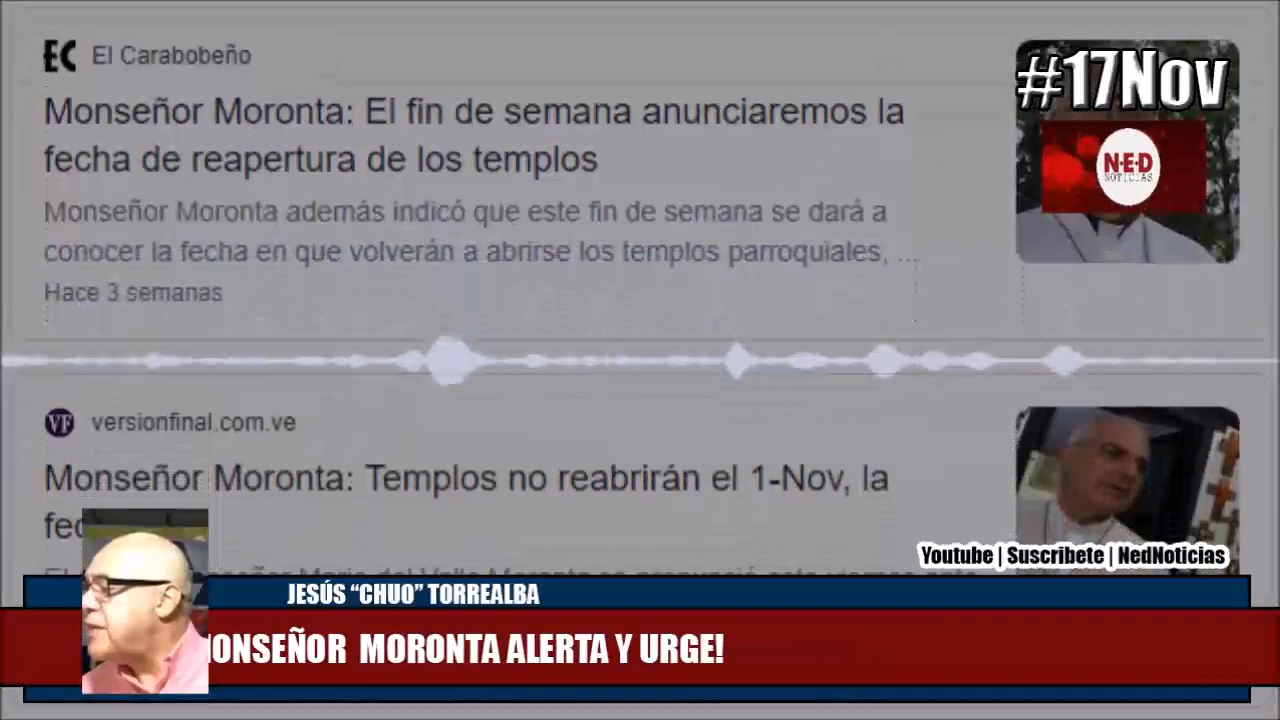 El Carabobeño
#17Nov
Monseñor Moronta: El fin de semana anunciaremos la
fecha de reapertura de los templos
N·E·D
NOTICIAS
Monseñor Moronta además indicó que este fin de semana se dará a
conocer la fecha en que volverán a abrirse los templos parroquiales, ...
Hace 3 semanas
VF versionfinal.com.ve
Monseñor Moronta: Templos no reabrirán el 1-Nov, la
Youtube | Suscribete | NedNoticias
JESÚS “CHUO” TORREALBA
MORONTA ALERTA Y URGE!